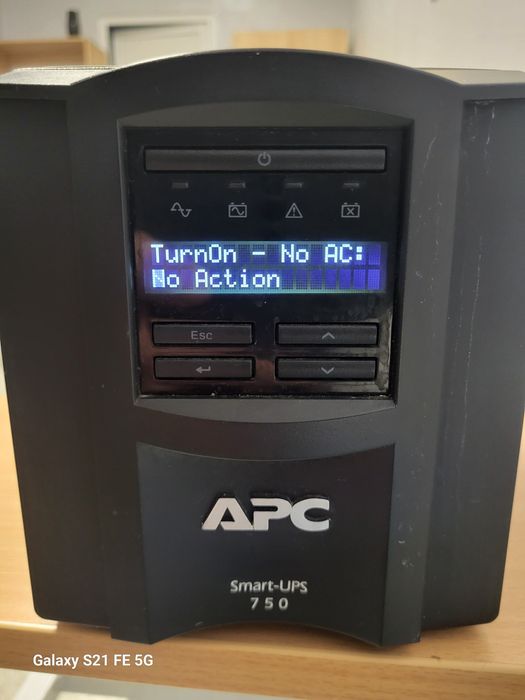 TurnOn - No AC:
No Action
Esc
APC
Smart-UPS
750
Galaxy S21 FE 5G